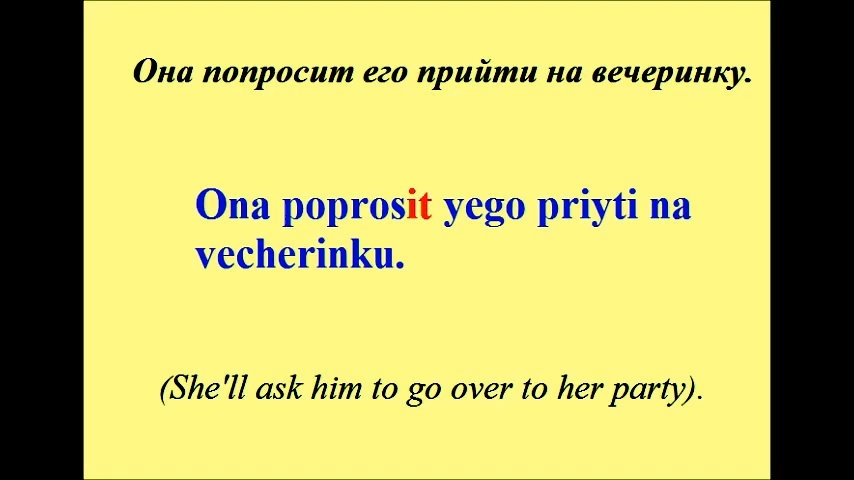 Она попросит его прийти на вечеринку.
Ona poprosit yego priyti na
vecherinku.
(She'll ask him to go over to her party).